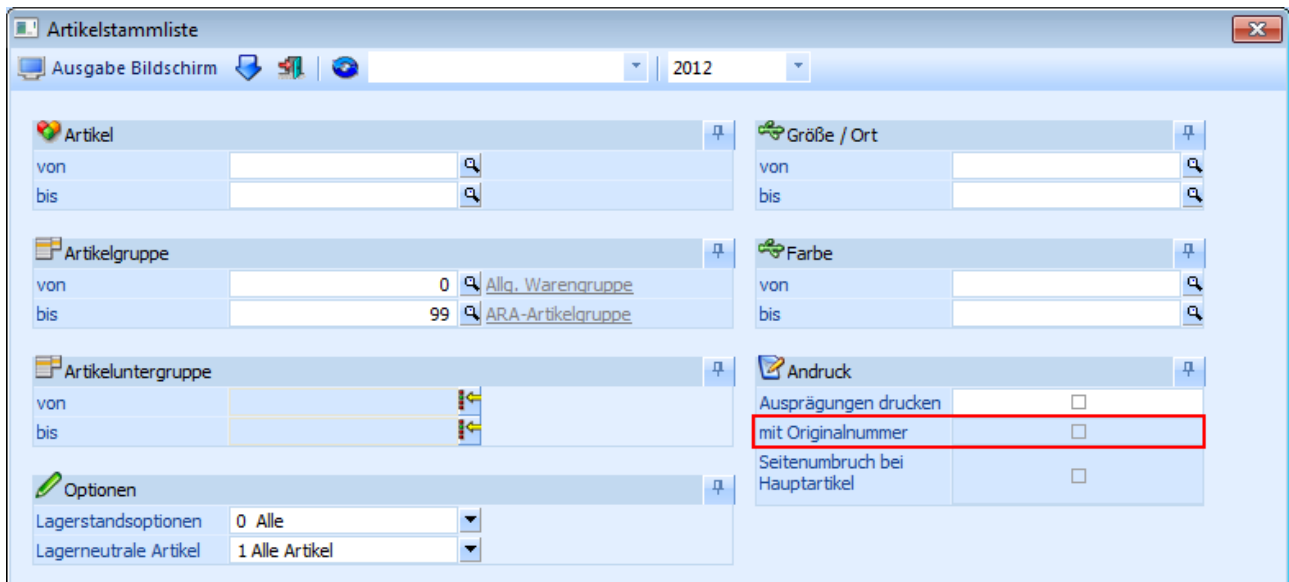 Artikelstammliste
Ausgabe Bildschirm 2012
Artikel
von
bis
Größe / Ort
von
bis
Artikelgruppe
von 0 Allg. Warengruppe
bis 99 ARA-Artikelgruppe
Farbe
von
bis
Artikeluntergruppe
von
bis
Andruck
Ausprägungen drucken
mit Originalnummer
Seitenumbruch bei
Hauptartikel
Optionen
Lagerstandsoptionen 0 Alle
Lagerneutrale Artikel 1 Alle Artikel